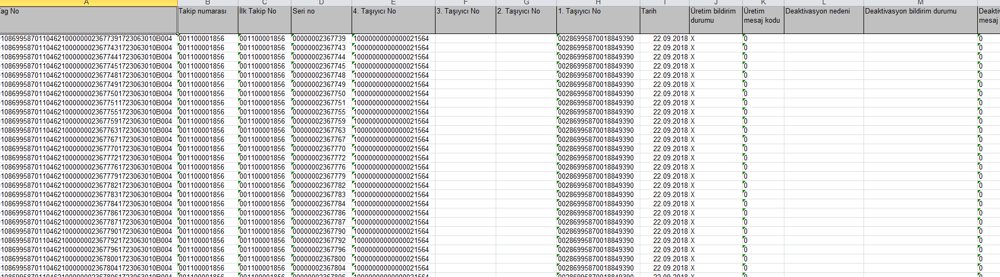 A B C D E F G H I J K L M
Tag No Takip numarası İlk Takip No Seri no 4. Taşıyıcı No 3. Taşıyıcı No 2. Taşıyıcı No 1. Taşıyıcı No Tarih Üretim bildirim Üretim Deaktivasyon nedeni Deaktivasyon bildirim durumu Deakti
durumu mesaj kodu mesaj
10869958701104621000000023677391723063010B004 001100001856 001100001856 00000002367739 10000000000000021564 00286995870018849390 22.09.2018 X 0 0
10869958701104621000000023677431723063010B004 001100001856 001100001856 00000002367743 10000000000000021564 00286995870018849390 22.09.2018 X 0 0
10869958701104621000000023677441723063010B004 001100001856 001100001856 00000002367744 10000000000000021564 00286995870018849390 22.09.2018 X 0 0
10869958701104621000000023677451723063010B004 001100001856 001100001856 00000002367745 10000000000000021564 00286995870018849390 22.09.2018 X 0 0
10869958701104621000000023677481723063010B004 001100001856 001100001856 00000002367748 10000000000000021564 00286995870018849390 22.09.2018 X 0 0
10869958701104621000000023677491723063010B004 001100001856 001100001856 00000002367749 10000000000000021564 00286995870018849390 22.09.2018 X 0 0
10869958701104621000000023677501723063010B004 001100001856 001100001856 00000002367750 10000000000000021564 00286995870018849390 22.09.2018 X 0 0
10869958701104621000000023677511723063010B004 001100001856 001100001856 00000002367751 10000000000000021564 00286995870018849390 22.09.2018 X 0 0
10869958701104621000000023677551723063010B004 001100001856 001100001856 00000002367755 10000000000000021564 00286995870018849390 22.09.2018 X 0 0
10869958701104621000000023677591723063010B004 001100001856 001100001856 00000002367759 10000000000000021564 00286995870018849390 22.09.2018 X 0 0
10869958701104621000000023677631723063010B004 001100001856 001100001856 00000002367763 10000000000000021564 00286995870018849390 22.09.2018 X 0 0
10869958701104621000000023677671723063010B004 001100001856 001100001856 00000002367767 10000000000000021564 00286995870018849390 22.09.2018 X 0 0
10869958701104621000000023677701723063010B004 001100001856 001100001856 00000002367770 10000000000000021564 00286995870018849390 22.09.2018 X 0 0
10869958701104621000000023677721723063010B004 001100001856 001100001856 00000002367772 10000000000000021564 00286995870018849390 22.09.2018 X 0 0
10869958701104621000000023677761723063010B004 001100001856 001100001856 00000002367776 10000000000000021564 00286995870018849390 22.09.2018 X 0 0
10869958701104621000000023677791723063010B004 001100001856 001100001856 00000002367779 10000000000000021564 00286995870018849390 22.09.2018 X 0 0
10869958701104621000000023677821723063010B004 001100001856 001100001856 00000002367782 10000000000000021564 00286995870018849390 22.09.2018 X 0 0
10869958701104621000000023677831723063010B004 001100001856 001100001856 00000002367783 10000000000000021564 00286995870018849390 22.09.2018 X 0 0
10869958701104621000000023677841723063010B004 001100001856 001100001856 00000002367784 10000000000000021564 00286995870018849390 22.09.2018 X 0 0
10869958701104621000000023677861723063010B004 001100001856 001100001856 00000002367786 10000000000000021564 00286995870018849390 22.09.2018 X 0 0
10869958701104621000000023677871723063010B004 001100001856 001100001856 00000002367787 10000000000000021564 00286995870018849390 22.09.2018 X 0 0
10869958701104621000000023677901723063010B004 001100001856 001100001856 00000002367790 10000000000000021564 00286995870018849390 22.09.2018 X 0 0
10869958701104621000000023677921723063010B004 001100001856 001100001856 00000002367792 10000000000000021564 00286995870018849390 22.09.2018 X 0 0
10869958701104621000000023677961723063010B004 001100001856 001100001856 00000002367796 10000000000000021564 00286995870018849390 22.09.2018 X 0 0
10869958701104621000000023678001723063010B004 001100001856 001100001856 00000002367800 10000000000000021564 00286995870018849390 22.09.2018 X 0 0
10869958701104621000000023678041723063010B004 001100001856 001100001856 00000002367804 10000000000000021564 00286995870018849390 22.09.2018 X 0 0
10869958701104621000000023678061723063010B004 001100001856 001100001856 00000002367806 10000000000000021564 00286995870018849390 22.09.2018 X 0 0